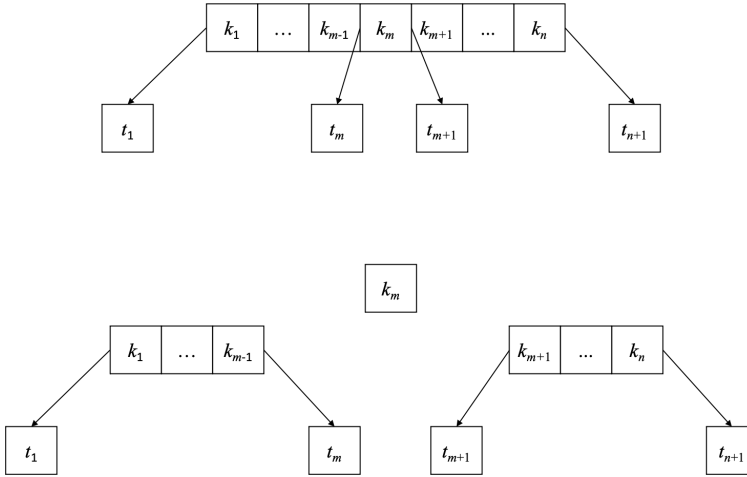 k₁ … kₘ₋₁ kₘ kₘ₊₁ ... kₙ
t₁ tₘ tₘ₊₁ tₙ₊₁
kₘ
k₁ … kₘ₋₁ kₘ₊₁ ... kₙ
t₁ tₘ tₘ₊₁ tₙ₊₁